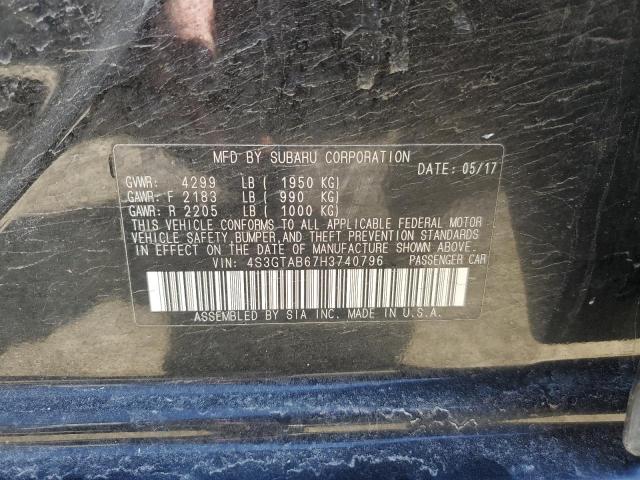 MFD BY SUBARU CORPORATION
DATE: 05/17
GVWR: 4299 LB ( 1950 KG)
GAWR: F 2183 LB ( 990 KG)
GAWR: R 2205 LB ( 1000 KG)
THIS VEHICLE CONFORMS TO ALL APPLICABLE FEDERAL MOTOR
VEHICLE SAFETY, BUMPER, AND THEFT PREVENTION STANDARDS
IN EFFECT ON THE DATE OF MANUFACTURE SHOWN ABOVE.
VIN: 4S3GTAB67H3740796 PASSENGER CAR
ASSEMBLED BY SIA INC. MADE IN U.S.A.